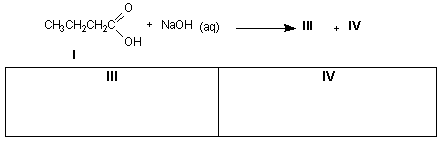 O
CH3CH2CH2C + NaOH (aq) III + IV
OH
I
III IV